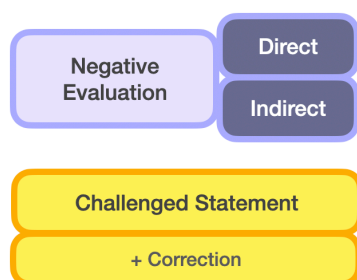 Negative
Evaluation
Direct
Indirect
Challenged Statement
+ Correction